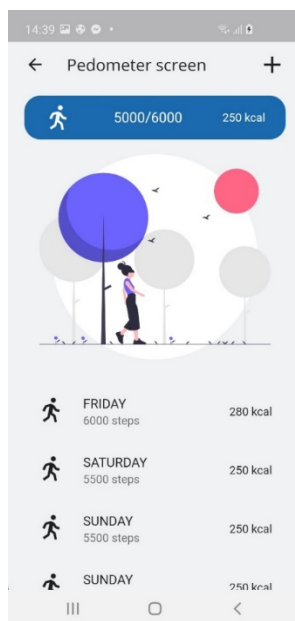 14:39
Pedometer screen
5000/6000 250 kcal
FRIDAY
6000 steps
280 kcal
SATURDAY
5500 steps
250 kcal
SUNDAY
5500 steps
250 kcal
SUNDAY
250 kcal